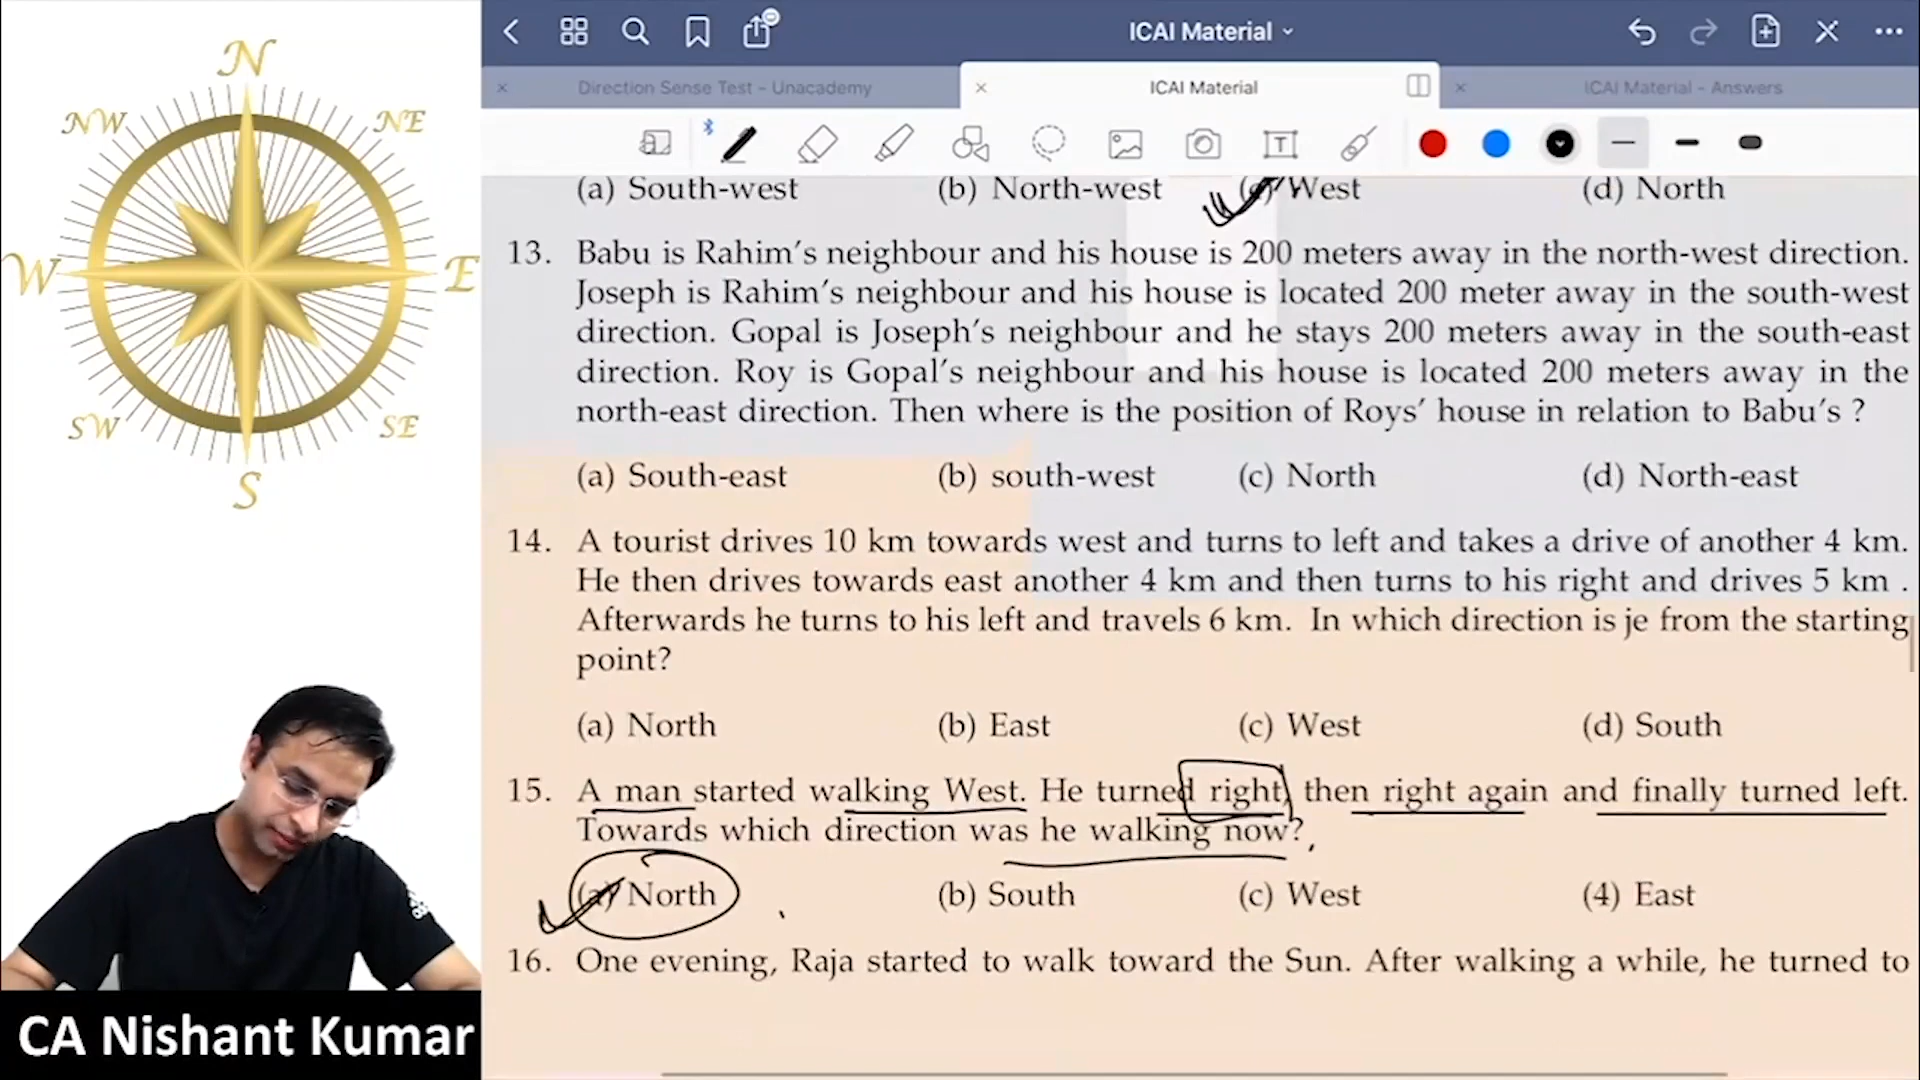 N
NW
NE
W
E
SW
SE
S
CA Nishant Kumar
ICAI Material
Direction Sense Test - Unacademy
ICAI Material
ICAI Material - Answers
T
(a) South-west (b) North-west (c) West (d) North
13. Babu is Rahim's neighbour and his house is 200 meters away in the north-west direction.
Joseph is Rahim's neighbour and his house is located 200 meter away in the south-west
direction. Gopal is Joseph's neighbour and he stays 200 meters away in the south-east
direction. Roy is Gopal's neighbour and his house is located 200 meters away in the
north-east direction. Then where is the position of Roys' house in relation to Babu's ?
(a) South-east (b) south-west (c) North (d) North-east
14. A tourist drives 10 km towards west and turns to left and takes a drive of another 4 km.
He then drives towards east another 4 km and then turns to his right and drives 5 km .
Afterwards he turns to his left and travels 6 km. In which direction is je from the starting
point?
(a) North (b) East (c) West (d) South
15. A man started walking West. He turned right, then right again and finally turned left.
Towards which direction was he walking now?
(a) North (b) South (c) West (4) East
16. One evening, Raja started to walk toward the Sun. After walking a while, he turned to